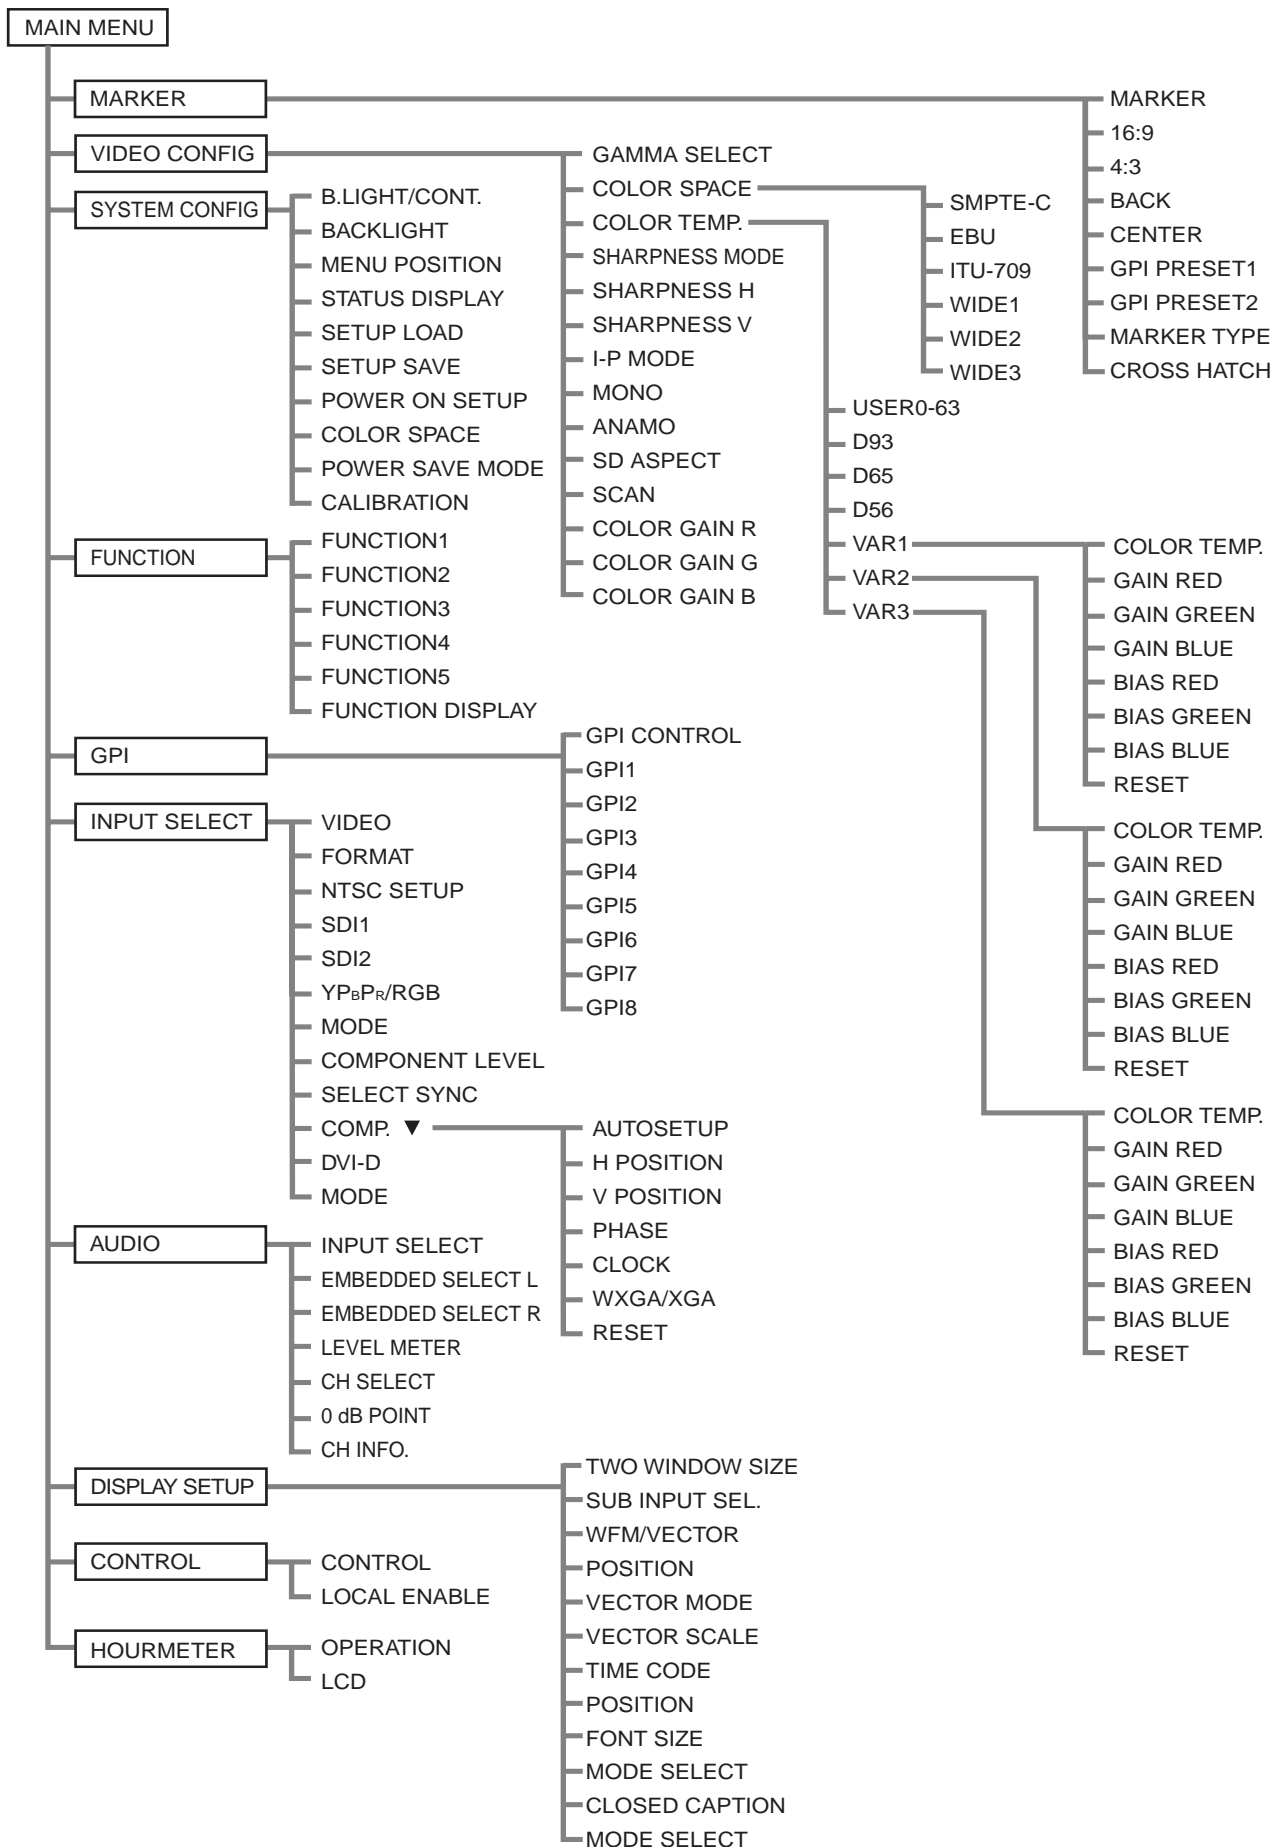 MAIN MENU
MARKER
MARKER
16:9
4:3
BACK
CENTER
GPI PRESET1
GPI PRESET2
MARKER TYPE
CROSS HATCH
VIDEO CONFIG
GAMMA SELECT
COLOR SPACE
SMPTE-C
EBU
ITU-709
WIDE1
WIDE2
WIDE3
COLOR TEMP.
USER0-63
D93
D65
D56
VAR1
COLOR TEMP.
GAIN RED
GAIN GREEN
GAIN BLUE
BIAS RED
BIAS GREEN
BIAS BLUE
RESET
VAR2
COLOR TEMP.
GAIN RED
GAIN GREEN
GAIN BLUE
BIAS RED
BIAS GREEN
BIAS BLUE
RESET
VAR3
COLOR TEMP.
GAIN RED
GAIN GREEN
GAIN BLUE
BIAS RED
BIAS GREEN
BIAS BLUE
RESET
SHARPNESS MODE
SHARPNESS H
SHARPNESS V
I-P MODE
MONO
ANAMO
SD ASPECT
SCAN
COLOR GAIN R
COLOR GAIN G
COLOR GAIN B
SYSTEM CONFIG
B.LIGHT/CONT.
BACKLIGHT
MENU POSITION
STATUS DISPLAY
SETUP LOAD
SETUP SAVE
POWER ON SETUP
COLOR SPACE
POWER SAVE MODE
CALIBRATION
FUNCTION
FUNCTION1
FUNCTION2
FUNCTION3
FUNCTION4
FUNCTION5
FUNCTION DISPLAY
GPI
GPI CONTROL
GPI1
GPI2
GPI3
GPI4
GPI5
GPI6
GPI7
GPI8
INPUT SELECT
VIDEO
FORMAT
NTSC SETUP
SDI1
SDI2
YPBPR/RGB
MODE
COMPONENT LEVEL
SELECT SYNC
COMP. ▼
AUTOSETUP
H POSITION
V POSITION
PHASE
CLOCK
WXGA/XGA
RESET
DVI-D
MODE
AUDIO
INPUT SELECT
EMBEDDED SELECT L
EMBEDDED SELECT R
LEVEL METER
CH SELECT
0 dB POINT
CH INFO.
DISPLAY SETUP
TWO WINDOW SIZE
SUB INPUT SEL.
WFM/VECTOR
POSITION
VECTOR MODE
VECTOR SCALE
TIME CODE
POSITION
FONT SIZE
MODE SELECT
CLOSED CAPTION
MODE SELECT
CONTROL
CONTROL
LOCAL ENABLE
HOURMETER
OPERATION
LCD